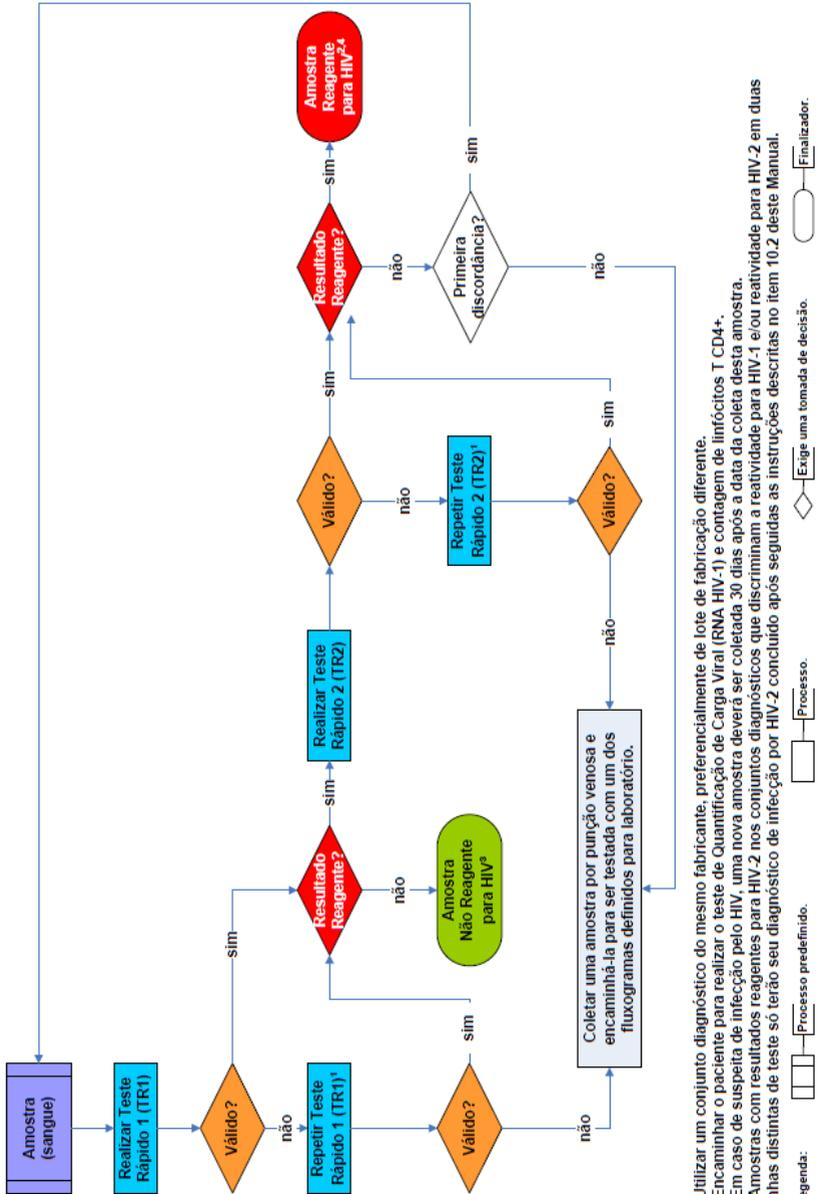 Amostra
(sangue)
Realizar Teste
Rápido 1 (TR1)
Válido?
sim
não
Repetir Teste
Rápido 1 (TR1)¹
Válido?
sim
não
Resultado
Reagente?
sim
não
Amostra
Não Reagente
para HIV³
Realizar Teste
Rápido 2 (TR2)
Válido?
sim
não
Repetir Teste
Rápido 2 (TR2)¹
Válido?
sim
não
Coletar uma amostra por punção venosa e
encaminhá-la para ser testada com um dos
fluxogramas definidos para laboratório.
Resultado
Reagente?
sim
não
Amostra
Reagente
para HIV²,⁴
Primeira
discordância?
sim
não
Utilizar um conjunto diagnóstico do mesmo fabricante, preferencialmente de lote de fabricação diferente.
Encaminhar o paciente para realizar o teste de Quantificação de Carga Viral (RNA HIV-1) e contagem de linfócitos T CD4+.
Em caso de suspeita de infecção pelo HIV, uma nova amostra deverá ser coletada 30 dias após a data da coleta desta amostra.
Amostras com resultados reagentes para HIV-2 nos conjuntos diagnósticos que discriminam a reatividade para HIV-1 e/ou reatividade para HIV-2 em duas
nhas distintas de teste só terão seu diagnóstico de infecção por HIV-2 concluído após seguidas as instruções descritas no item 10.2 deste Manual.
egenda:
Processo predefinido.
Processo.
Exige uma tomada de decisão.
Finalizador.